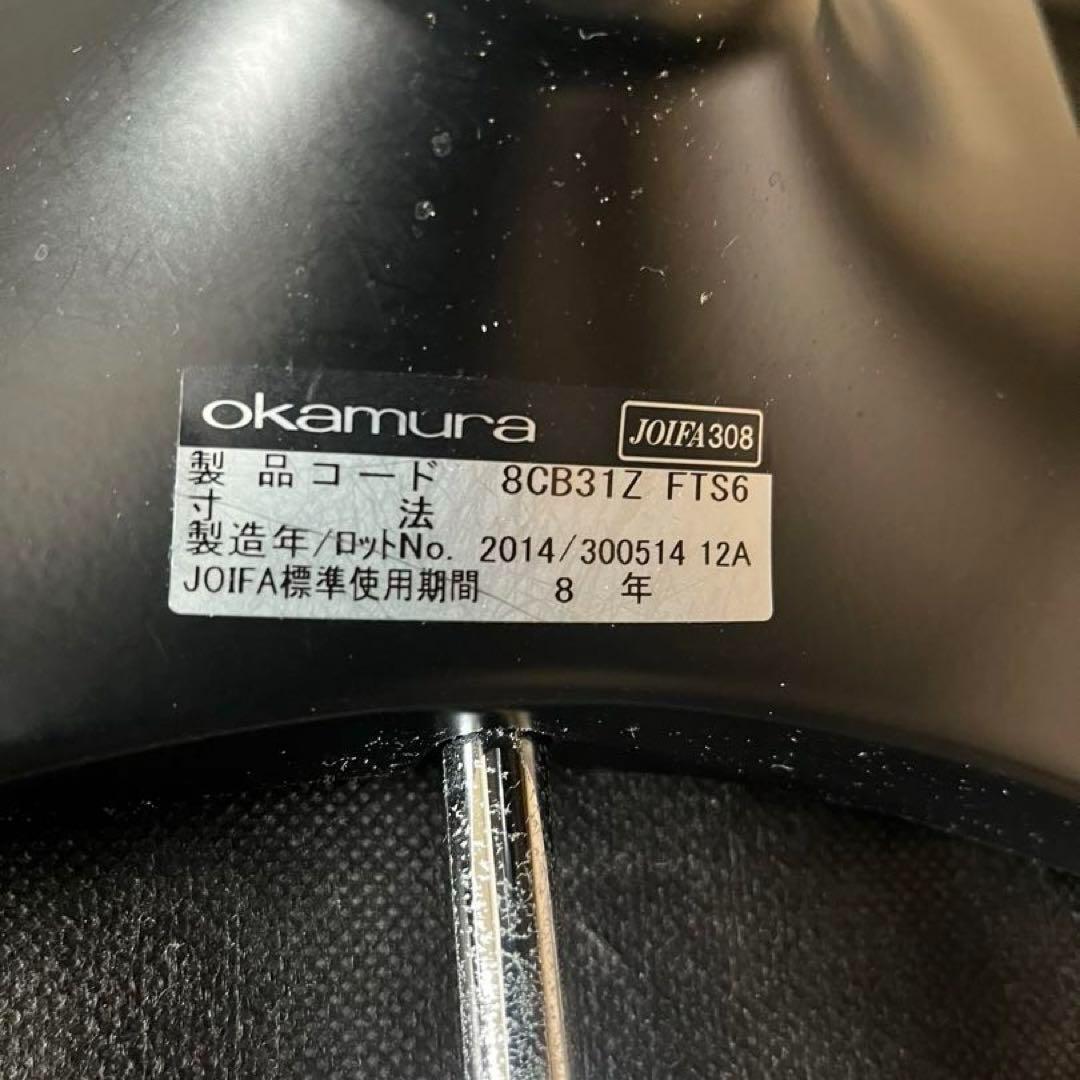 okamura JOIFA308
製品コード 8CB31Z FTS6
寸法
製造年/ロットNo. 2014/300514 12A
JOIFA標準使用期間 8 年